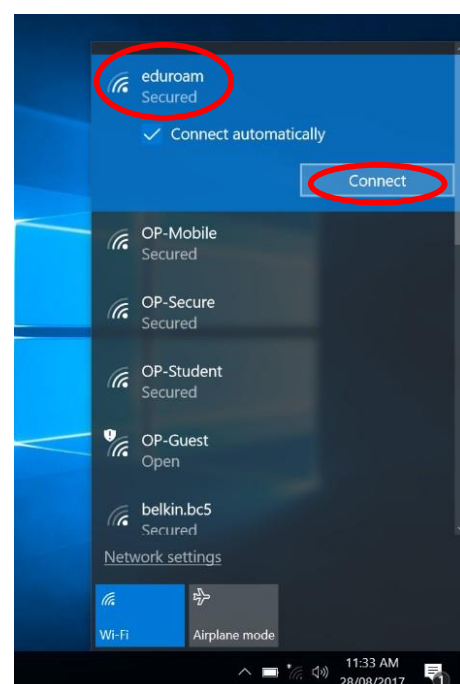 eduroam
Secured
Connect automatically
Connect
OP-Mobile
Secured
OP-Secure
Secured
OP-Student
Secured
OP-Guest
Open
belkin.bc5
Secured
Network settings
Wi-Fi
Airplane mode
11:33 AM
28/08/2017
1